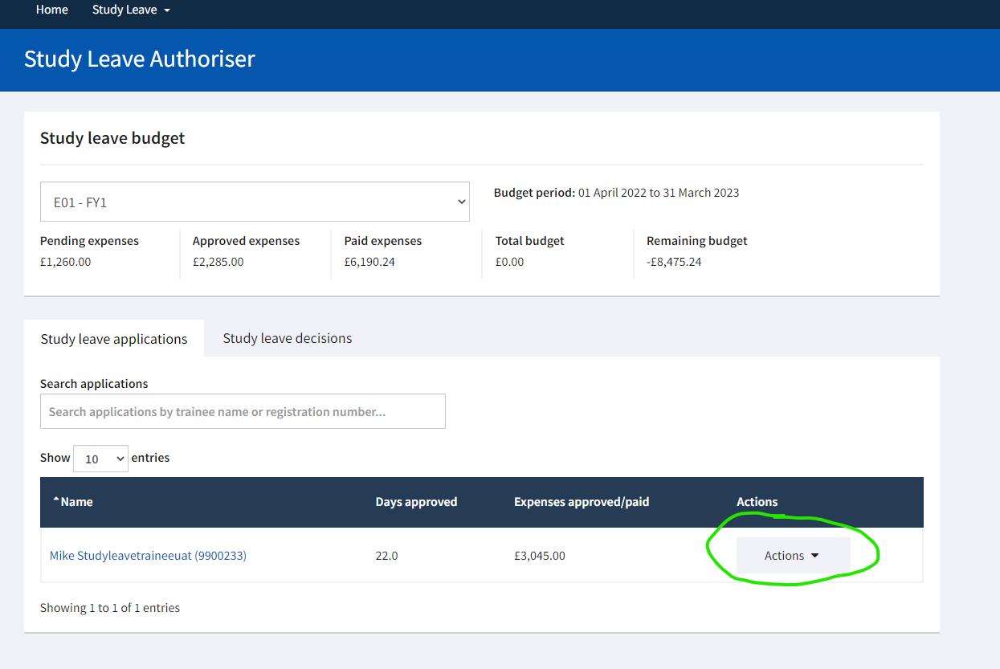 Home Study Leave
Study Leave Authoriser
Study leave budget
E01 - FY1
Budget period: 01 April 2022 to 31 March 2023
Pending expenses Approved expenses Paid expenses Total budget Remaining budget
£1,260.00 £2,285.00 £6,190.24 £0.00 -£8,475.24
Study leave applications Study leave decisions
Search applications
Search applications by trainee name or registration number...
Show 10 entries
Name Days approved Expenses approved/paid Actions
Mike Studyleavetraineeuat (9900233) 22.0 £3,045.00 Actions
Showing 1 to 1 of 1 entries